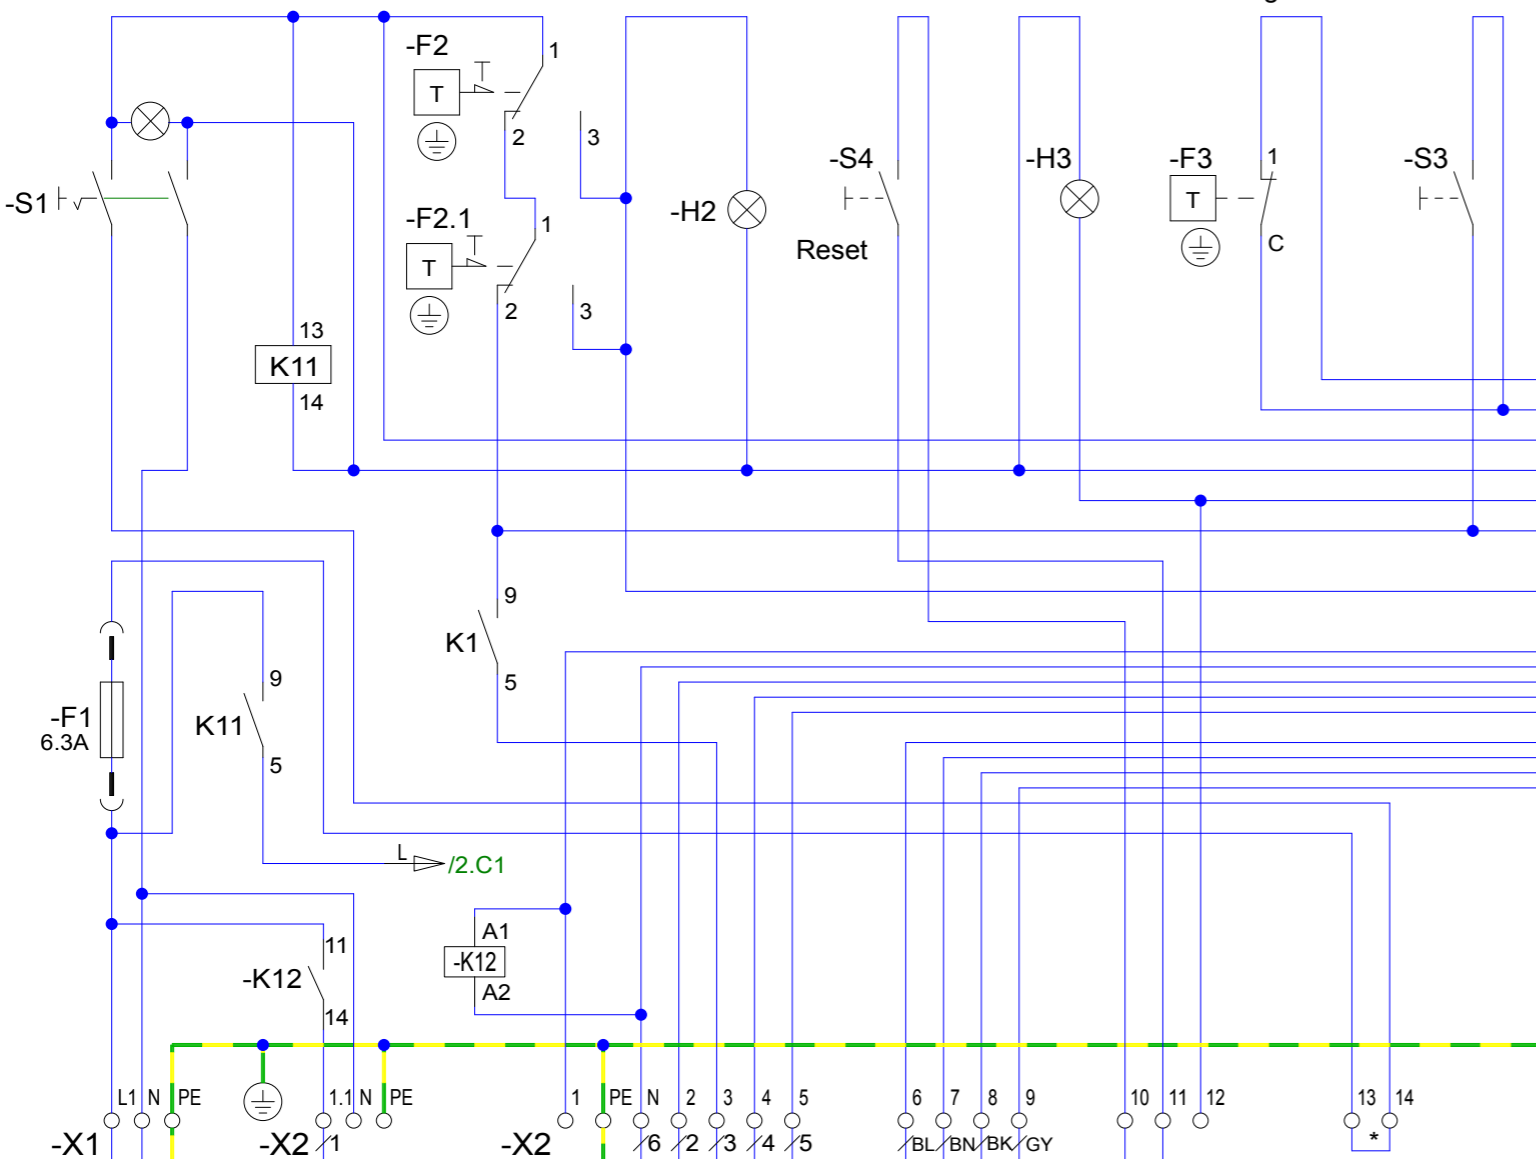 -F2
1
T
2
3
-S1
-F2.1
1
T
2
3
-H2
-S4
Reset
-H3
-F3
1
T
C
-S3
13
K11
14
9
K1
5
-F1
6.3A
9
K11
5
L
/2.C1
A1
-K12
A2
11
-K12
14
L1 N PE
1.1 N PE
1 PE N 2 3 4 5
6 7 8 9
10 11 12
13 14
-X1
-X2 /1
-X2 /6 /2 /3 /4 /5
/BL /BN /BK /GY
*